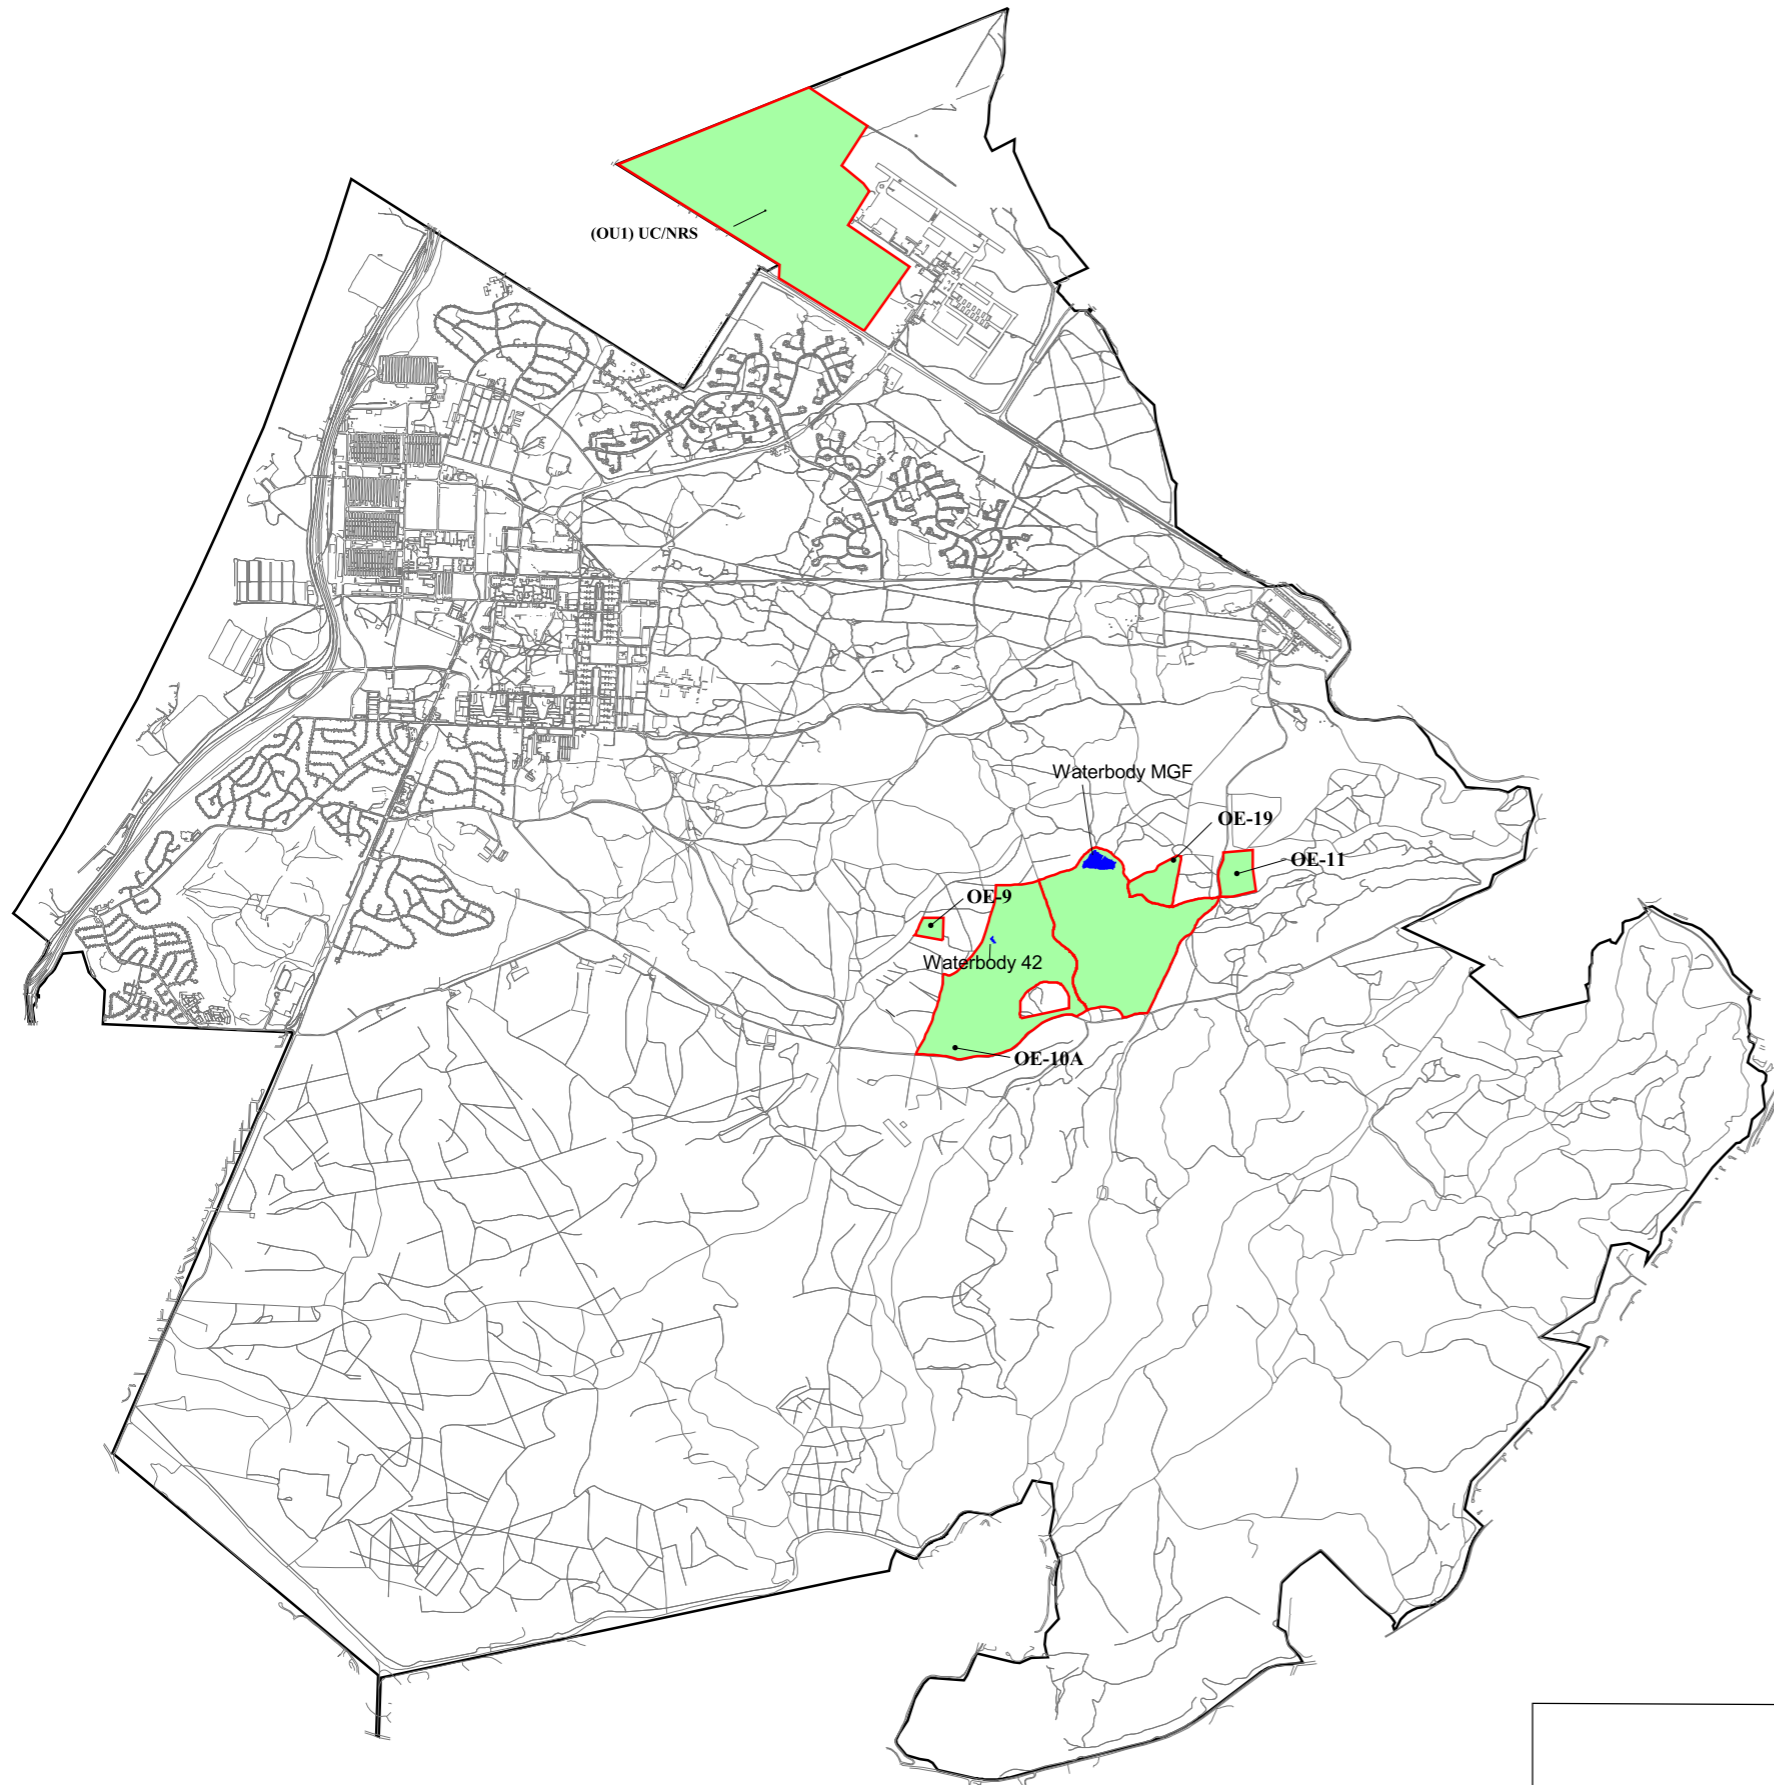 (OU1) UC/NRS
Waterbody MGF
OE-19
OE-11
OE-9
Waterbody 42
OE-10A